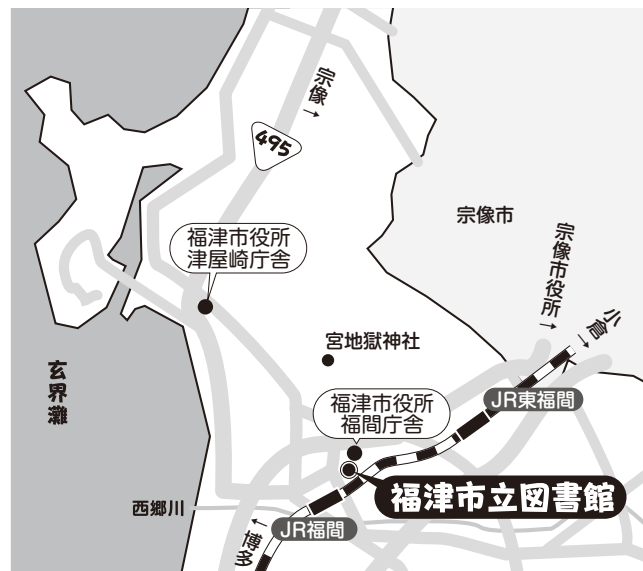 宗像→
495
福津市役所
津屋崎庁舎
宗像市
宗像市役所→
小倉→
宮地獄神社
玄界灘
JR東福間
福津市役所
福間庁舎
福津市立図書館
西郷川
JR福間
←博多